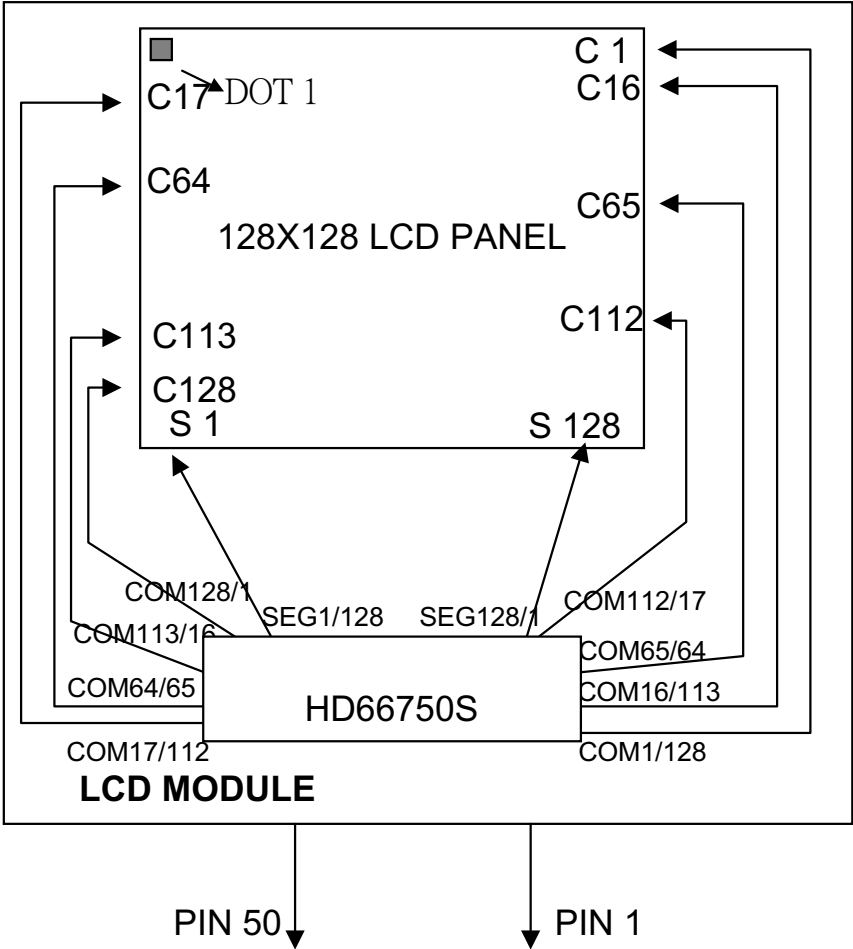 C 1
C16
C17
DOT 1
C64
C65
128X128 LCD PANEL
C112
C113
C128
S 1
S 128
COM128/1
SEG1/128
SEG128/1
COM112/17
COM113/16
COM65/64
COM64/65
COM16/113
HD66750S
COM17/112
COM1/128
LCD MODULE
PIN 50
PIN 1